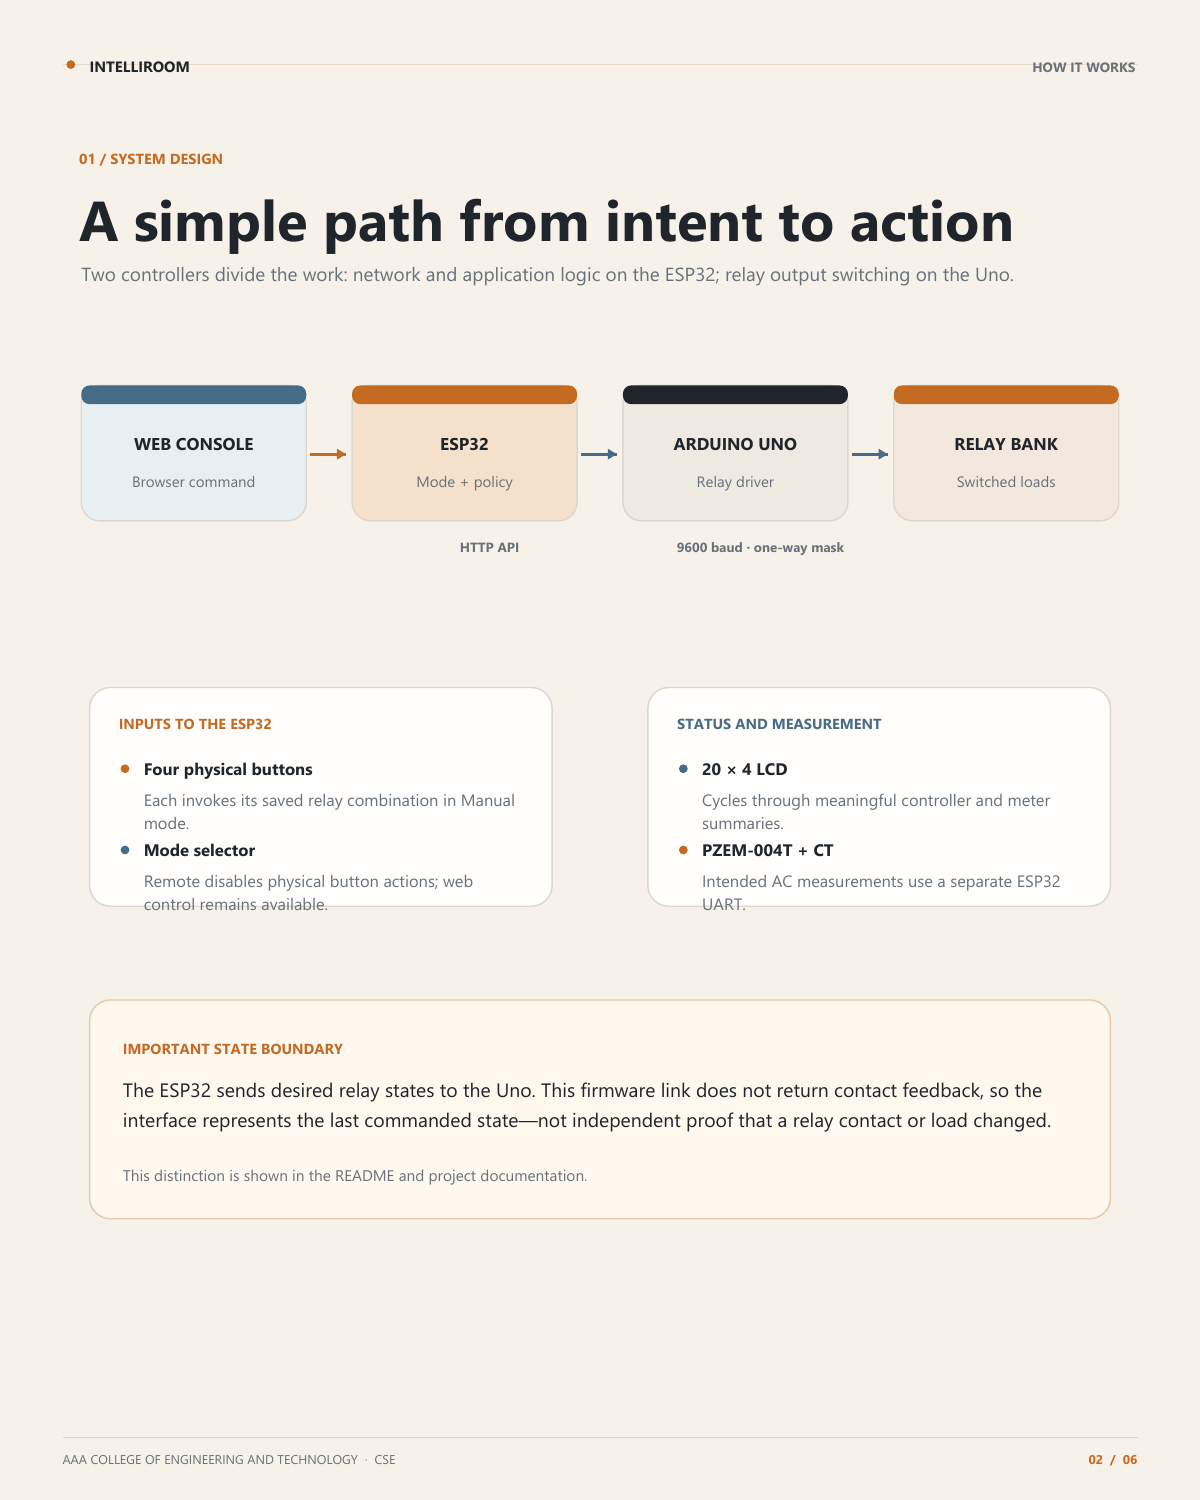 INTELLIROOM
HOW IT WORKS
01 / SYSTEM DESIGN
A simple path from intent to action
Two controllers divide the work: network and application logic on the ESP32; relay output switching on the Uno.
WEB CONSOLE
Browser command
ESP32
Mode + policy
ARDUINO UNO
Relay driver
RELAY BANK
Switched loads
HTTP API
9600 baud · one-way mask
INPUTS TO THE ESP32
Four physical buttons
Each invokes its saved relay combination in Manual
mode.
Mode selector
Remote disables physical button actions; web
control remains available.
STATUS AND MEASUREMENT
20 × 4 LCD
Cycles through meaningful controller and meter
summaries.
PZEM-004T + CT
Intended AC measurements use a separate ESP32
UART.
IMPORTANT STATE BOUNDARY
The ESP32 sends desired relay states to the Uno. This firmware link does not return contact feedback, so the
interface represents the last commanded state—not independent proof that a relay contact or load changed.
This distinction is shown in the README and project documentation.
AAA COLLEGE OF ENGINEERING AND TECHNOLOGY · CSE
02 / 06